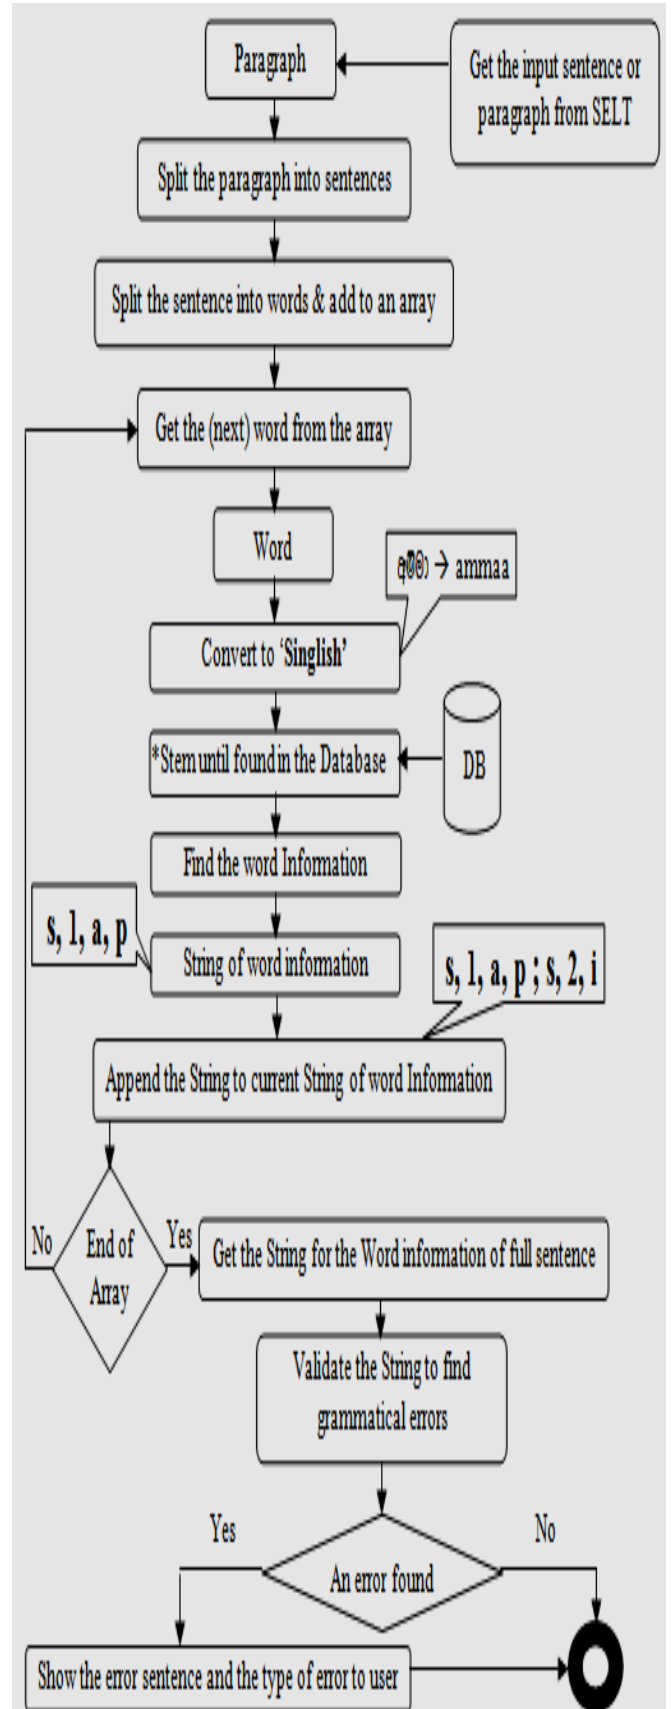 Paragraph
Get the input sentence or
paragraph from SELT
Split the paragraph into sentences
Split the sentence into words & add to an array
Get the (next) word from the array
Word
අම්මා → ammaa
Convert to ‘Singlish’
*Stem until found in the Database
DB
Find the word Information
s, 1, a, p
String of word information
s, 1, a, p ; s, 2, i
Append the String to current String of word Information
No
End of
Array
Yes
Get the String for the Word information of full sentence
Validate the String to find
grammatical errors
Yes
No
An error found
Show the error sentence and the type of error to user